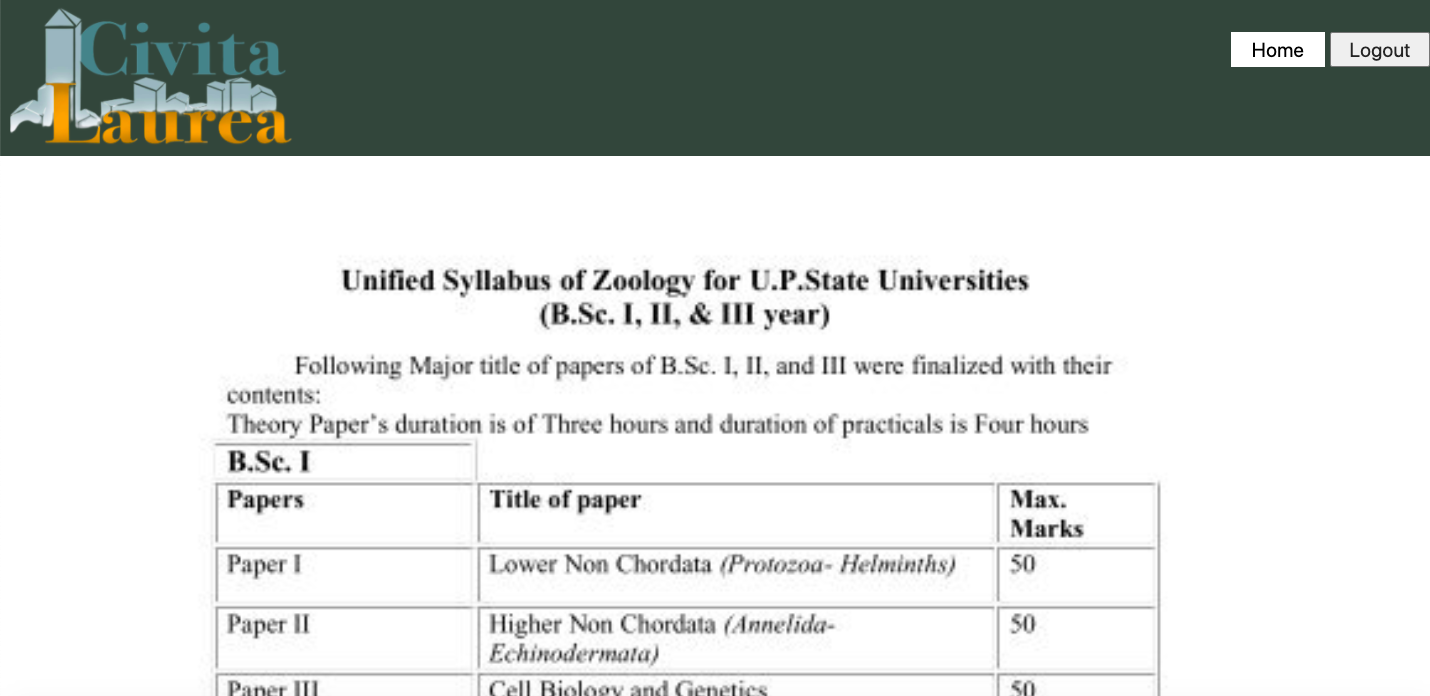 Civita
Laurea
Home Logout
Unified Syllabus of Zoology for U.P.State Universities
(B.Sc. I, II, & III year)
Following Major title of papers of B.Sc. I, II, and III were finalized with their
contents:
Theory Paper's duration is of Three hours and duration of practicals is Four hours
B.Sc. I
Papers Title of paper Max.
Marks
Paper I Lower Non Chordata (Protozoa- Helminths) 50
Paper II Higher Non Chordata (Annelida-
Echinodermata) 50
Paper III Cell Biology and Genetics 50